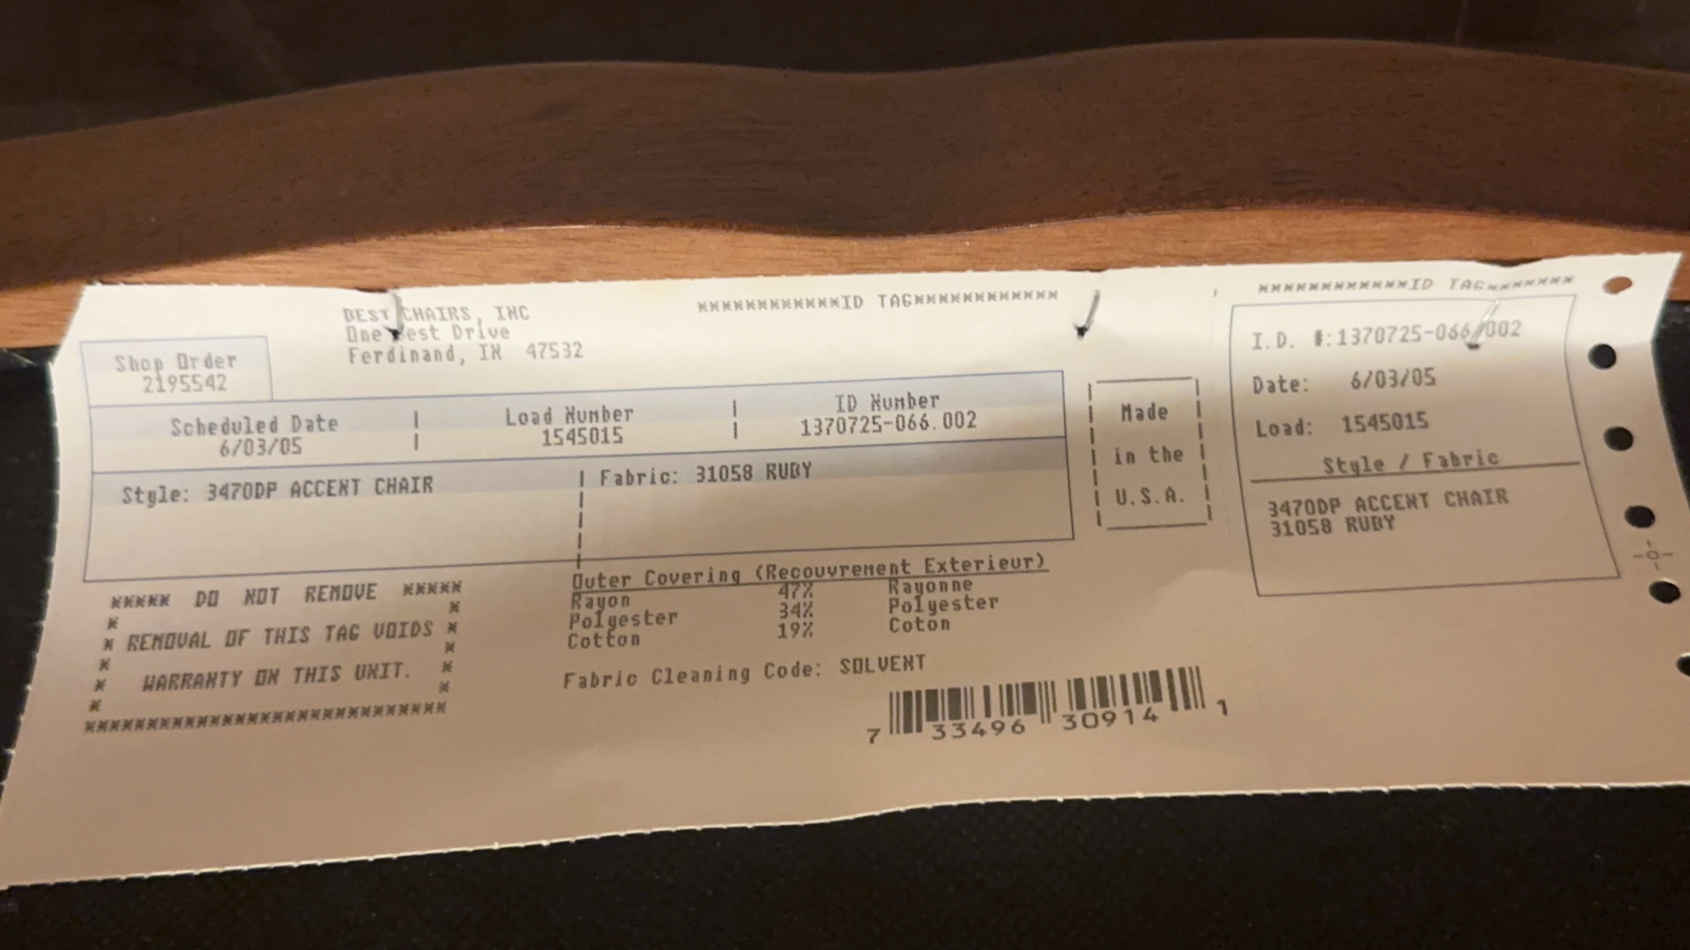 BEST CHAIRS, INC
One Best Drive
Ferdinand, IN 47532
************ID TAG************
Shop Order
2195542
Scheduled Date | Load Number | ID Number
6/03/05 | 1545015 | 1370725-066.002
Style: 3470DP ACCENT CHAIR | Fabric: 31058 RUBY
Made
in the
U.S.A.
***** DO NOT REMOVE *****
* REMOVAL OF THIS TAG VOIDS *
* WARRANTY ON THIS UNIT. *
****************************
Outer Covering (Recouvrement Exterieur)
Rayon 47% Rayonne
Polyester 34% Polyester
Cotton 19% Coton
Fabric Cleaning Code: SOLVENT
7 33496 30914 1
************ID TAG*******
I.D. #:1370725-066/002
Date: 6/03/05
Load: 1545015
Style / Fabric
3470DP ACCENT CHAIR
31058 RUBY